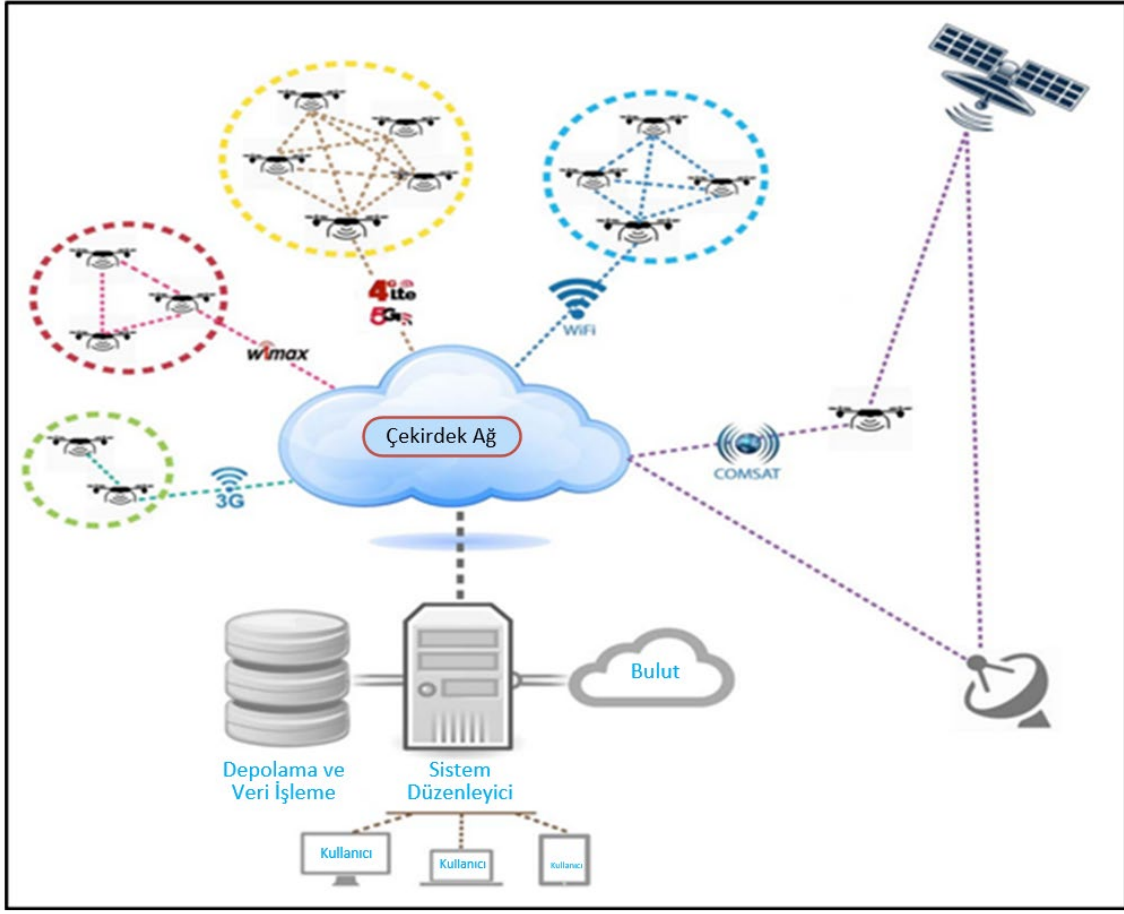 4G lte
5G
WiFi
wimax
Çekirdek Ağ
COMSAT
3G
Bulut
Depolama ve
Veri İşleme
Sistem
Düzenleyici
Kullanıcı
Kullanıcı
Kullanıcı